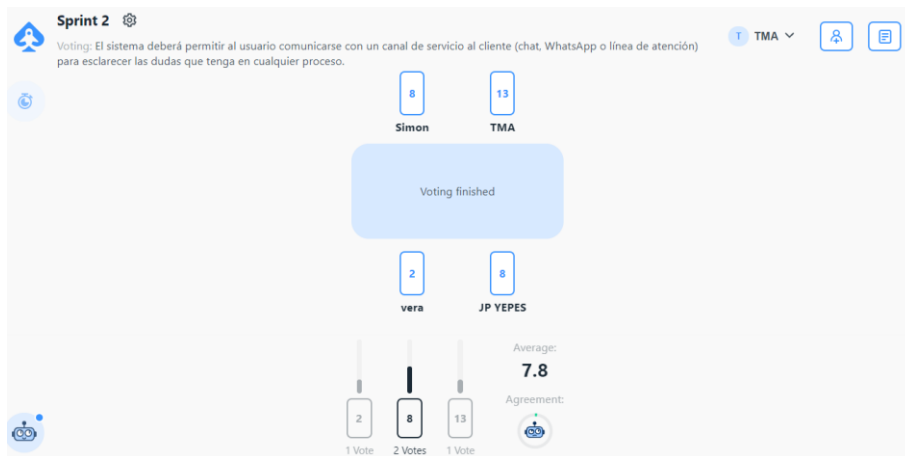 Sprint 2
Voting: El sistema deberá permitir al usuario comunicarse con un canal de servicio al cliente (chat, WhatsApp o línea de atención)
para esclarecer las dudas que tenga en cualquier proceso.
T TMA
8 13
Simon TMA
Voting finished
2 8
vera JP YEPES
Average:
7.8
Agreement:
2 8 13
1 Vote 2 Votes 1 Vote